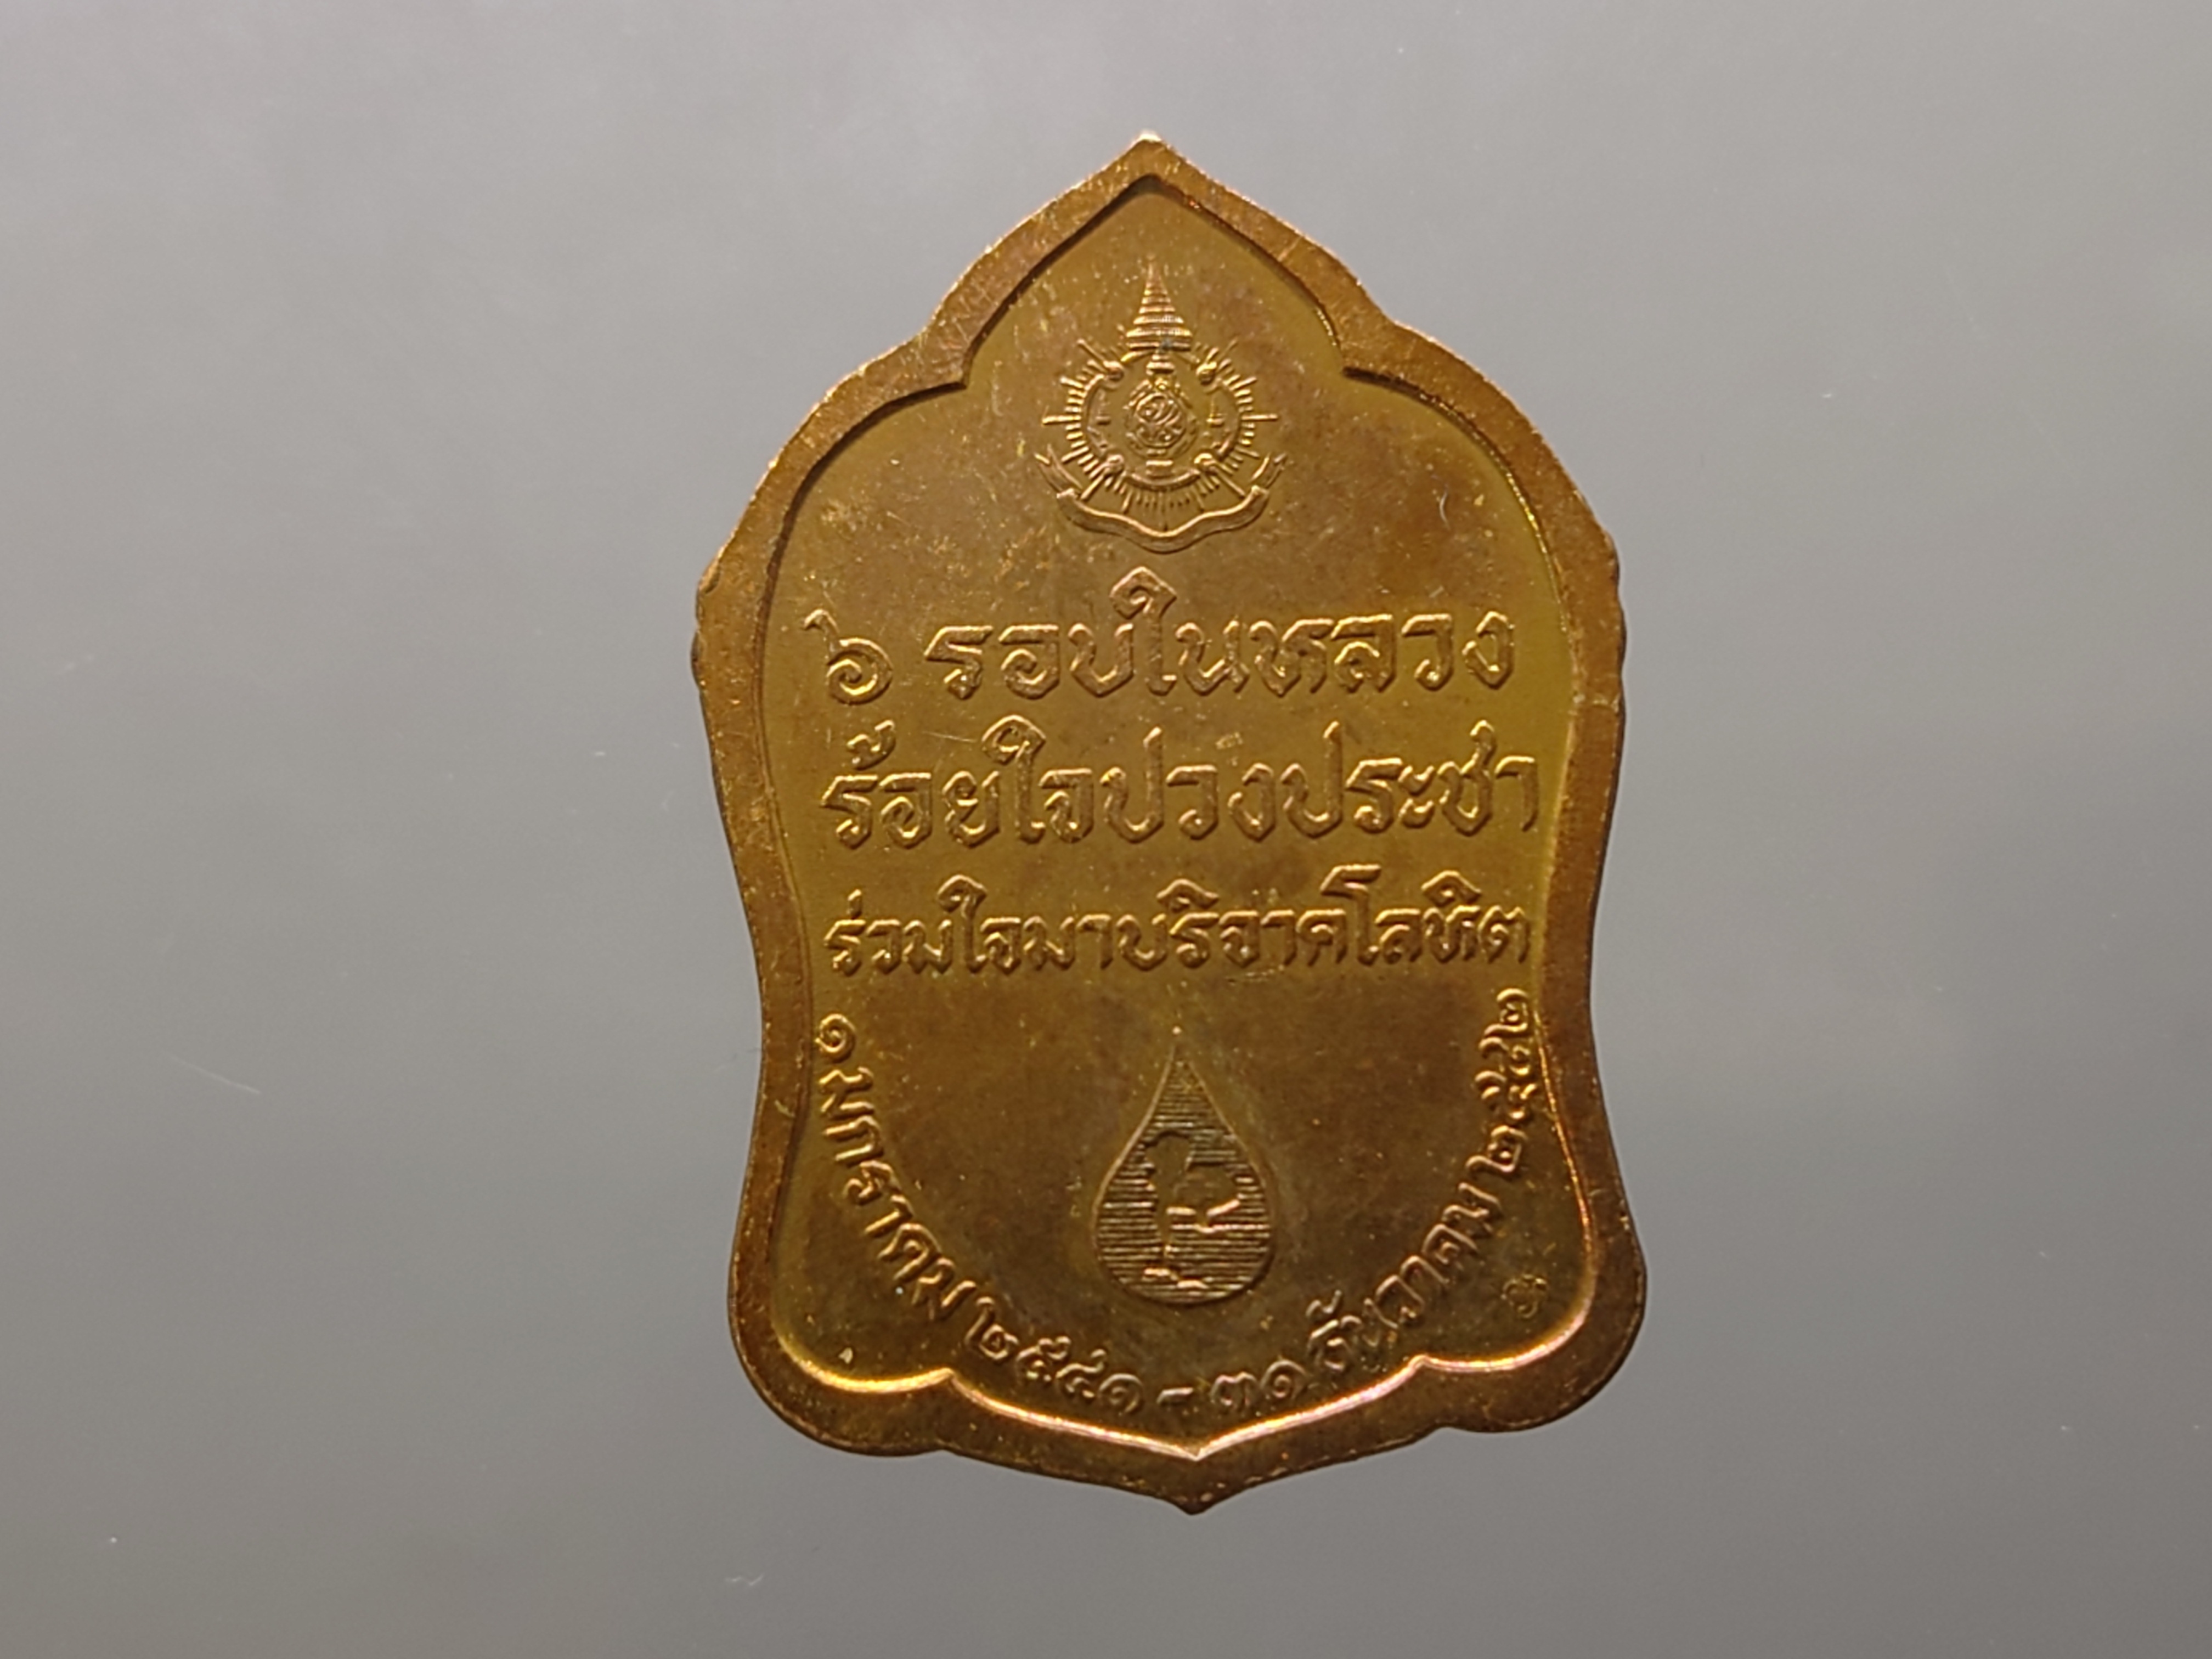 ๖ รอบในหลวง
ร้อยใจปวงประชา
ร่วมใจมาบริจาคโลหิต
๑ มกราคม ๒๕๔๑ - ๓๑ ธันวาคม ๒๕๔๒